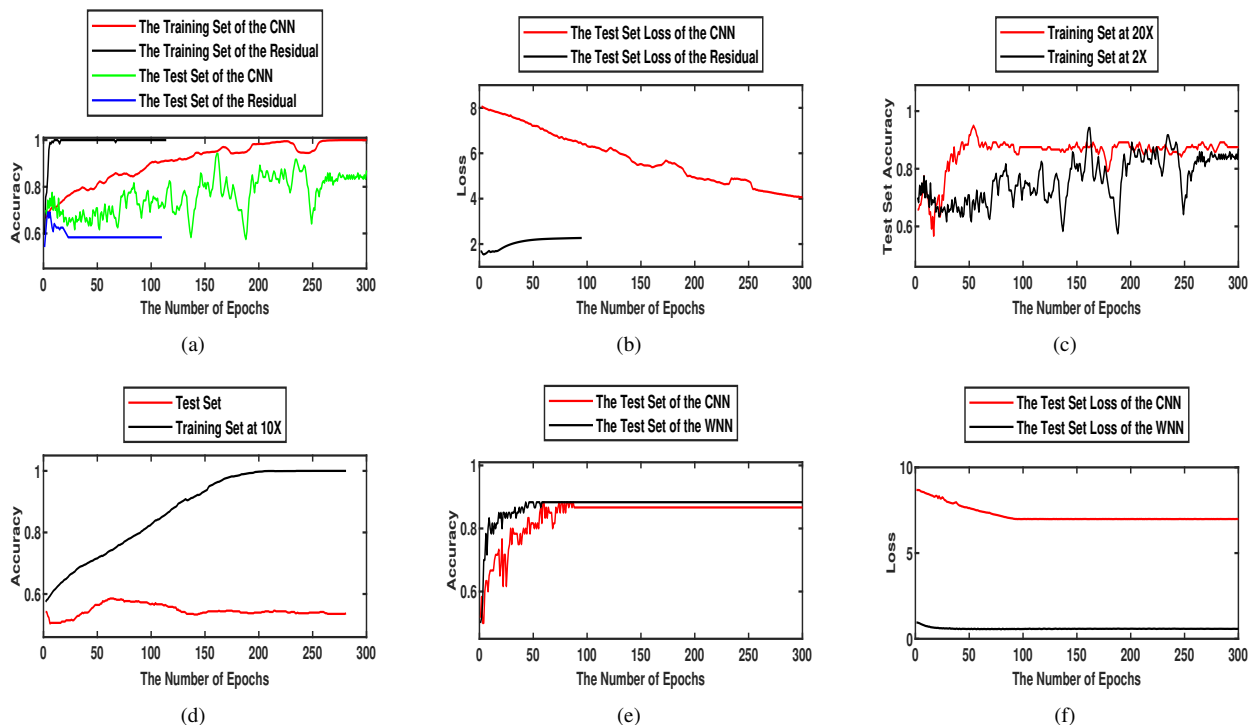 The Training Set of the CNN
The Training Set of the Residual
The Test Set of the CNN
The Test Set of the Residual
1
0.8
0.6
Accuracy
0 50 100 150 200 250 300
The Number of Epochs
(a)
The Test Set Loss of the CNN
The Test Set Loss of the Residual
8
6
4
2
Loss
0 50 100 150 200 250 300
The Number of Epochs
(b)
Training Set at 20X
Training Set at 2X
1
0.8
0.6
Test Set Accuracy
0 50 100 150 200 250 300
The Number of Epochs
(c)
Test Set
Training Set at 10X
1
0.8
0.6
Accuracy
0 50 100 150 200 250 300
The Number of Epochs
(d)
The Test Set of the CNN
The Test Set of the WNN
1
0.8
0.6
Accuracy
0 50 100 150 200 250 300
The Number of Epochs
(e)
The Test Set Loss of the CNN
The Test Set Loss of the WNN
10
5
0
Loss
0 50 100 150 200 250 300
The Number of Epochs
(f)